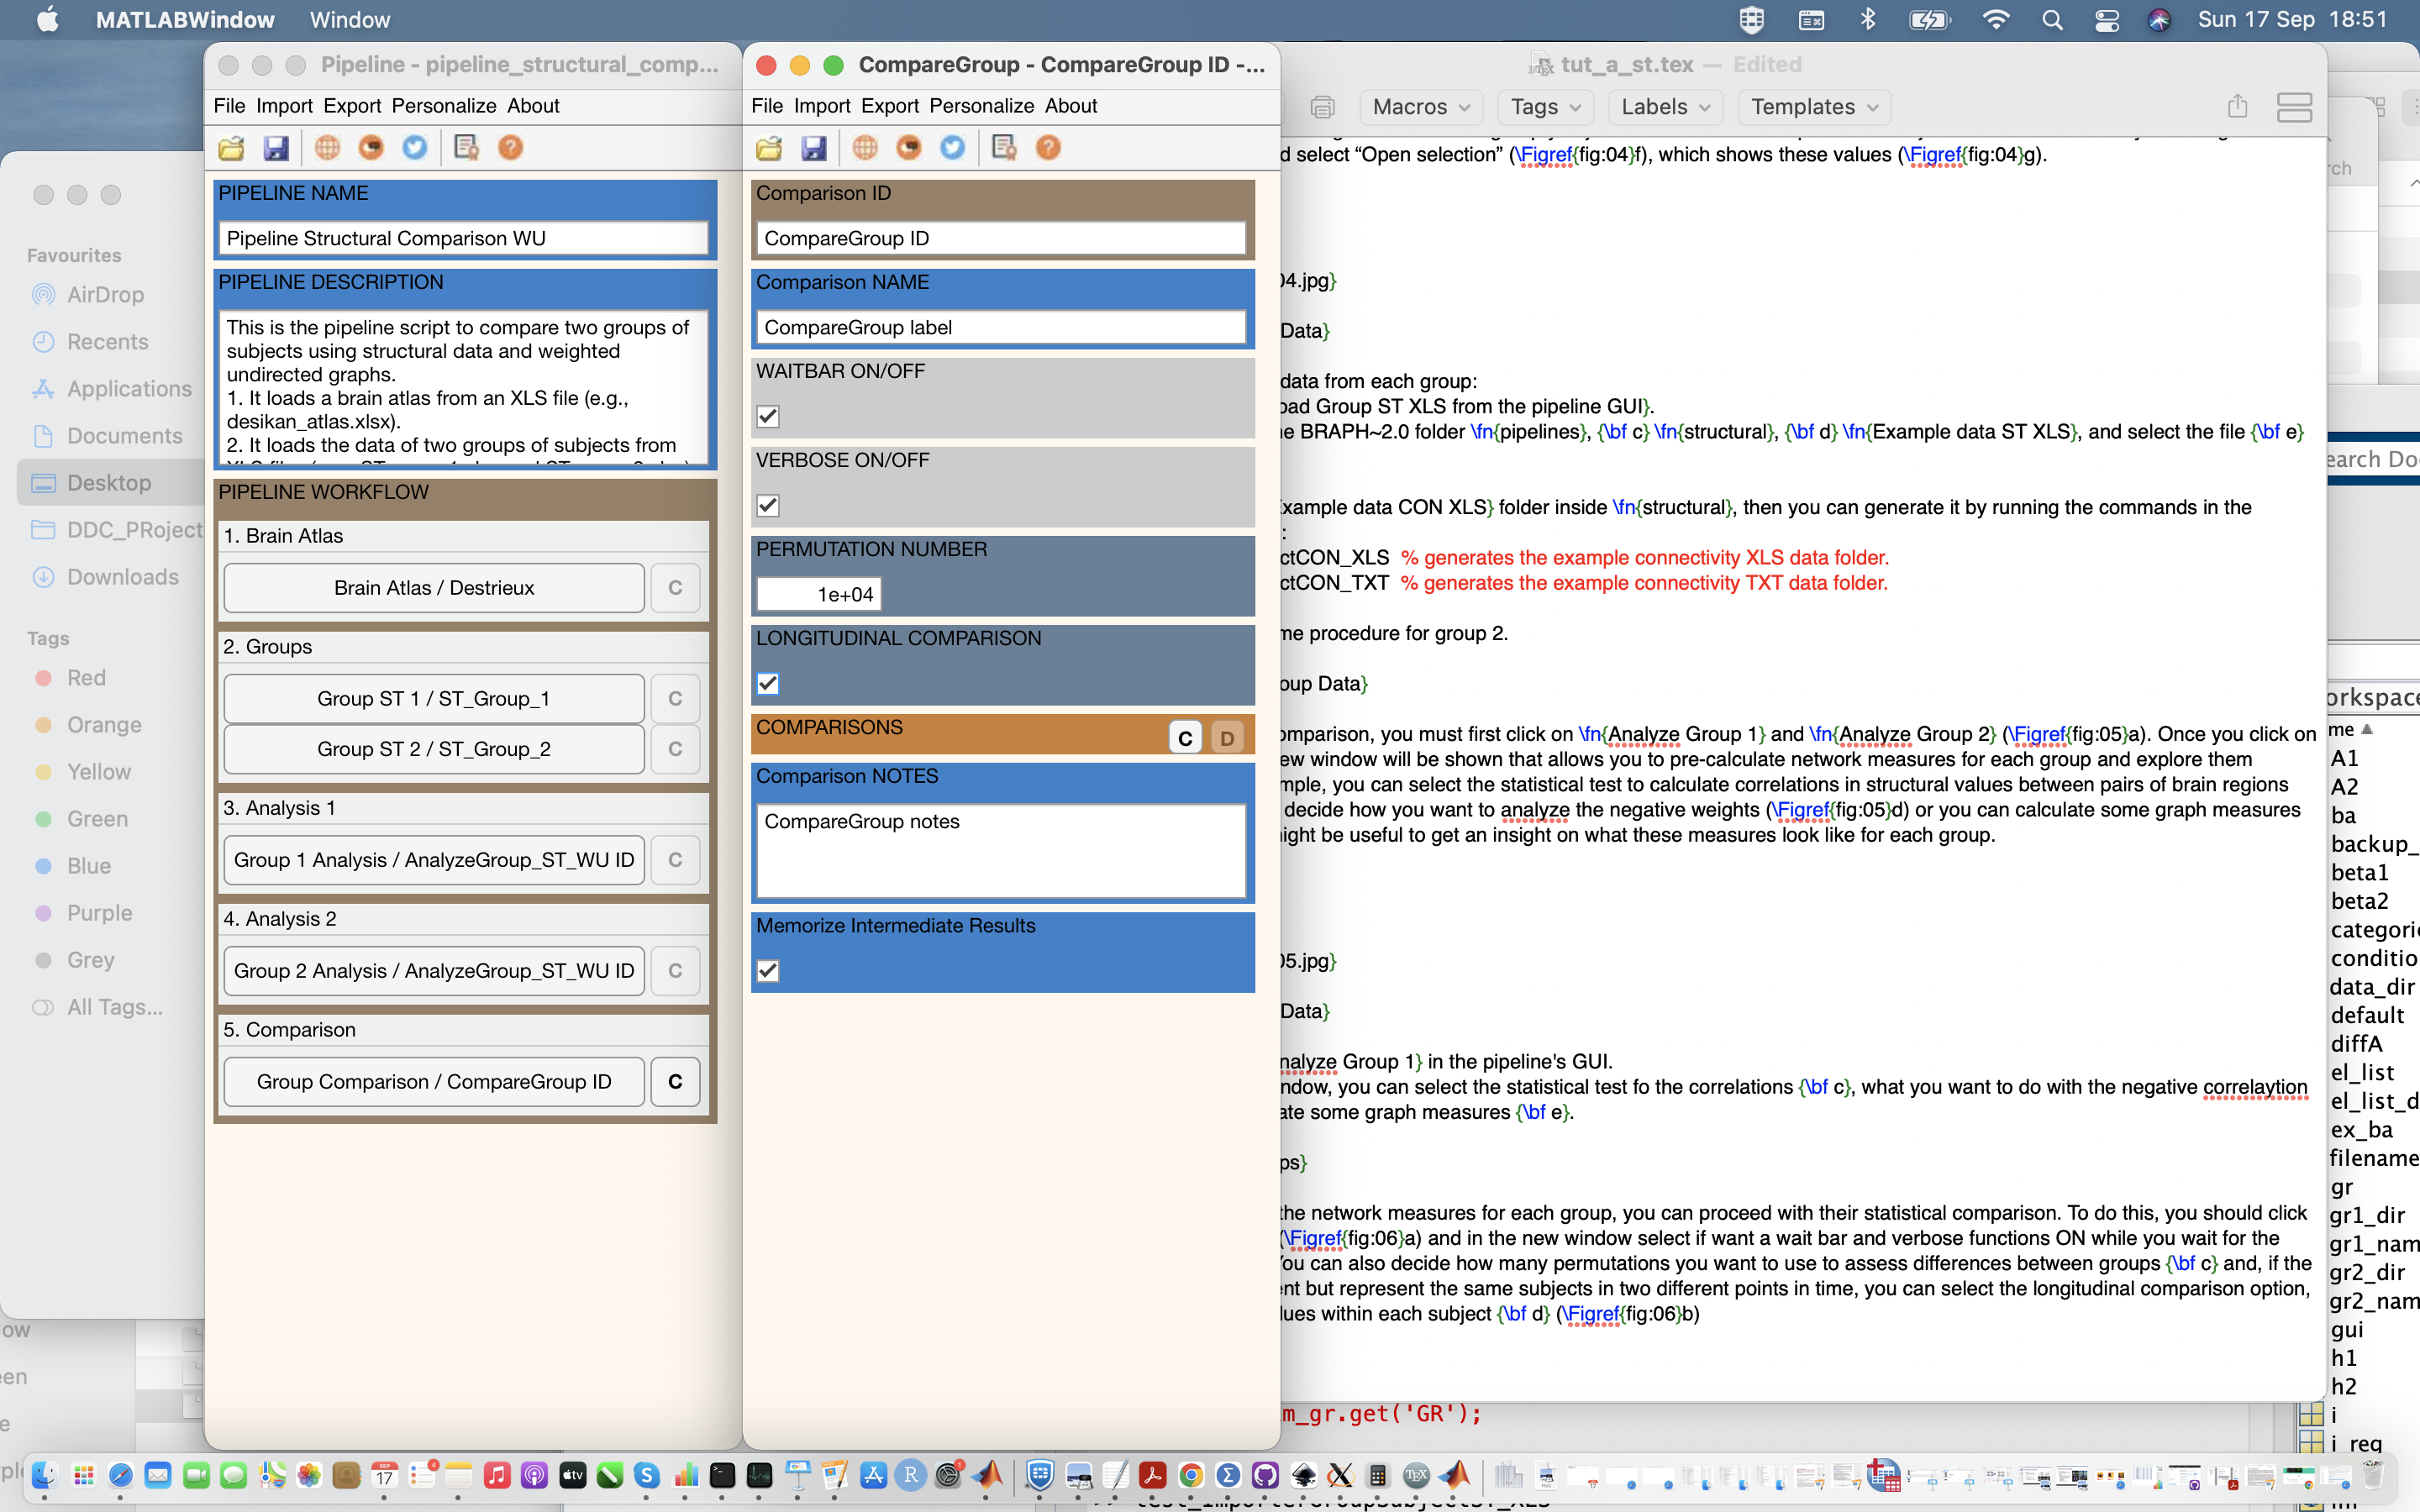 MATLABWindow Window Sun 17 Sep 18:51
Pipeline - pipeline_structural_comp...
File Import Export Personalize About
PIPELINE NAME
Pipeline Structural Comparison WU
PIPELINE DESCRIPTION
This is the pipeline script to compare two groups of
subjects using structural data and weighted
undirected graphs.
1. It loads a brain atlas from an XLS file (e.g.,
desikan_atlas.xlsx).
2. It loads the data of two groups of subjects from
PIPELINE WORKFLOW
1. Brain Atlas
Brain Atlas / Destrieux C
2. Groups
Group ST 1 / ST_Group_1 C
Group ST 2 / ST_Group_2 C
3. Analysis 1
Group 1 Analysis / AnalyzeGroup_ST_WU ID C
4. Analysis 2
Group 2 Analysis / AnalyzeGroup_ST_WU ID C
5. Comparison
Group Comparison / CompareGroup ID C
CompareGroup - CompareGroup ID -...
File Import Export Personalize About
Comparison ID
CompareGroup ID
Comparison NAME
CompareGroup label
WAITBAR ON/OFF
VERBOSE ON/OFF
PERMUTATION NUMBER
1e+04
LONGITUDINAL COMPARISON
COMPARISONS C D
Comparison NOTES
CompareGroup notes
Memorize Intermediate Results
Favourites
AirDrop
Recents
Applications
Documents
Desktop
DDC_PRoject
Downloads
Tags
Red
Orange
Yellow
Green
Blue
Purple
Grey
All Tags...
tut_a_st.tex — Edited
Macros Tags Labels Templates
d select “Open selection” (\Figref{fig:04}f), which shows these values (\Figref{fig:04}g).
04.jpg}
Data}
data from each group:
oad Group ST XLS from the pipeline GUI}.
ne BRAPH~2.0 folder \fn{pipelines}, {\bf c} \fn{structural}, {\bf d} \fn{Example data ST XLS}, and select the file {\bf e}
Example data CON XLS} folder inside \fn{structural}, then you can generate it by running the commands in the
:
ctCON_XLS % generates the example connectivity XLS data folder.
ctCON_TXT % generates the example connectivity TXT data folder.
me procedure for group 2.
oup Data}
omparison, you must first click on \fn{Analyze Group 1} and \fn{Analyze Group 2} (\Figref{fig:05}a). Once you click on
ew window will be shown that allows you to pre-calculate network measures for each group and explore them
mple, you can select the statistical test to calculate correlations in structural values between pairs of brain regions
decide how you want to analyze the negative weights (\Figref{fig:05}d) or you can calculate some graph measures
ight be useful to get an insight on what these measures look like for each group.
05.jpg}
Data}
nalyze Group 1} in the pipeline's GUI.
ndow, you can select the statistical test fo the correlations {\bf c}, what you want to do with the negative correlaytion
ate some graph measures {\bf e}.
ps}
the network measures for each group, you can proceed with their statistical comparison. To do this, you should click
(\Figref{fig:06}a) and in the new window select if want a wait bar and verbose functions ON while you wait for the
You can also decide how many permutations you want to use to assess differences between groups {\bf c} and, if the
nt but represent the same subjects in two different points in time, you can select the longitudinal comparison option,
lues within each subject {\bf d} (\Figref{fig:06}b)
m_gr.get('GR');
earch Do
orkspace
me
A1
A2
ba
backup_
beta1
beta2
categori
conditio
data_dir
default
diffA
el_list
el_list_d
ex_ba
filename
gr
gr1_dir
gr1_nam
gr2_dir
gr2_nam
gui
h1
h2
i
i_reg